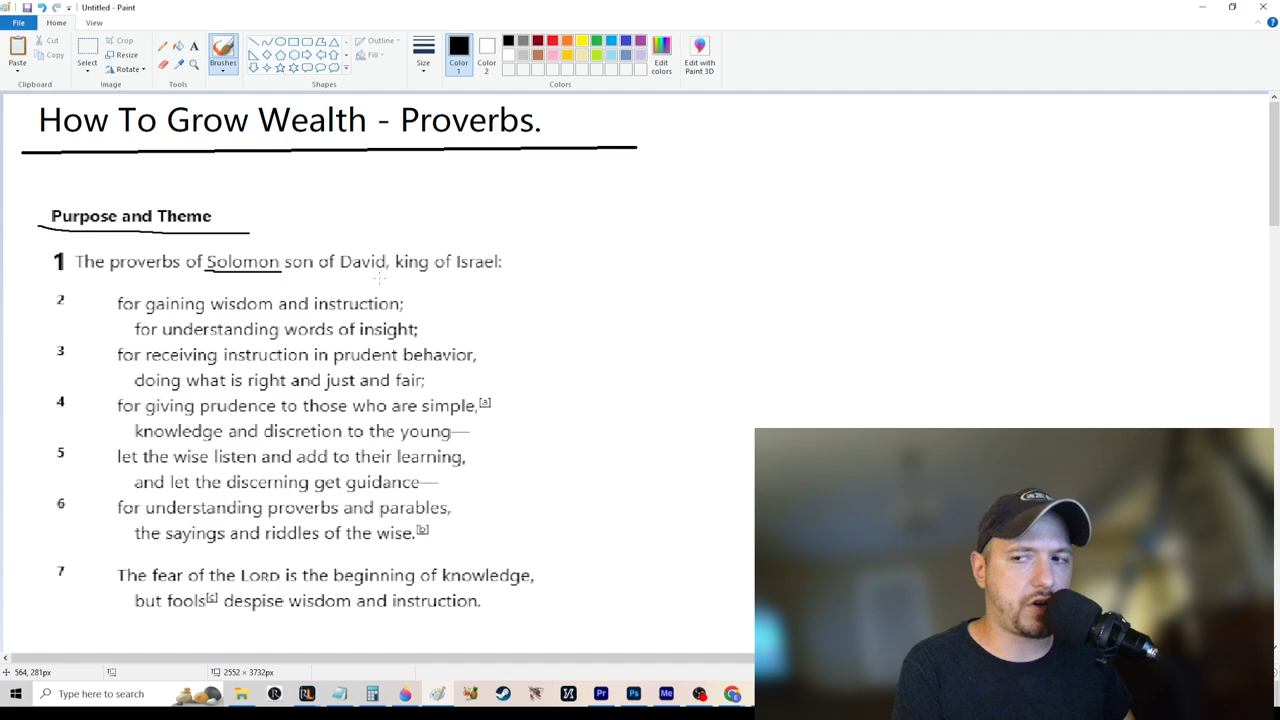 Untitled - Paint
File Home View
Paste Cut Copy Clipboard
Select Crop Resize Rotate Image
Tools
Brushes
Outline Fill Shapes
Size
Color 1 Color 2 Colors
Edit colors
Edit with Paint 3D
How To Grow Wealth - Proverbs.
Purpose and Theme
1 The proverbs of Solomon son of David, king of Israel:
2 for gaining wisdom and instruction;
for understanding words of insight;
3 for receiving instruction in prudent behavior,
doing what is right and just and fair;
4 for giving prudence to those who are simple,[a]
knowledge and discretion to the young—
5 let the wise listen and add to their learning,
and let the discerning get guidance—
6 for understanding proverbs and parables,
the sayings and riddles of the wise.[b]
7 The fear of the LORD is the beginning of knowledge,
but fools[c] despise wisdom and instruction.
564, 281px 2552 × 3732px
Type here to search R RL Pr Ps Me